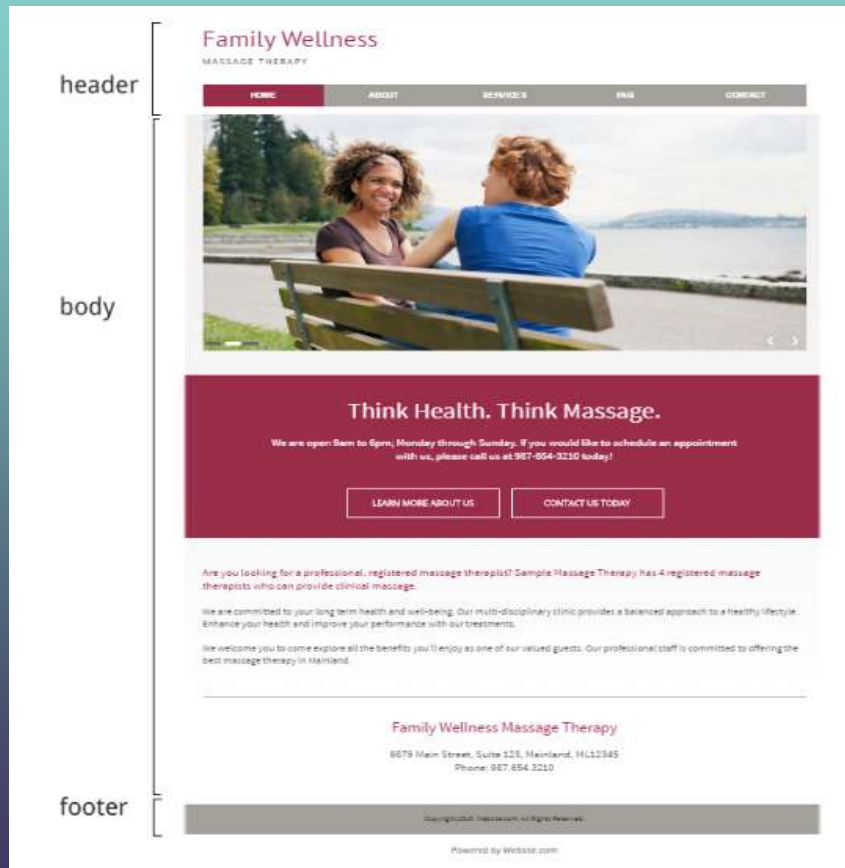 header
body
footer
Family Wellness
MASSAGE THERAPY
HOME ABOUT SERVICES FAQ CONTACT
Think Health. Think Massage.
We are open 9am to 6pm, Monday through Sunday. If you would like to schedule an appointment
with us, please call us at 987-654-3210 today!
LEARN MORE ABOUT US CONTACT US TODAY
Are you looking for a professional, registered massage therapist? Sample Massage Therapy has 4 registered massage
therapists who can provide clinical massage.
We are committed to your long term health and well-being. Our multi-disciplinary clinic provides a balanced approach to a healthy lifestyle.
Enhance your health and improve your performance with our treatments.
We welcome you to come explore all the benefits you'll enjoy as one of our valued guests. Our professional staff is committed to offering the
best massage therapy in Mainland.
Family Wellness Massage Therapy
Main Street, Suite 123, Mainland, ML12345
Phone: 987.654.3210
All Rights Reserved.
Powered by Website.com